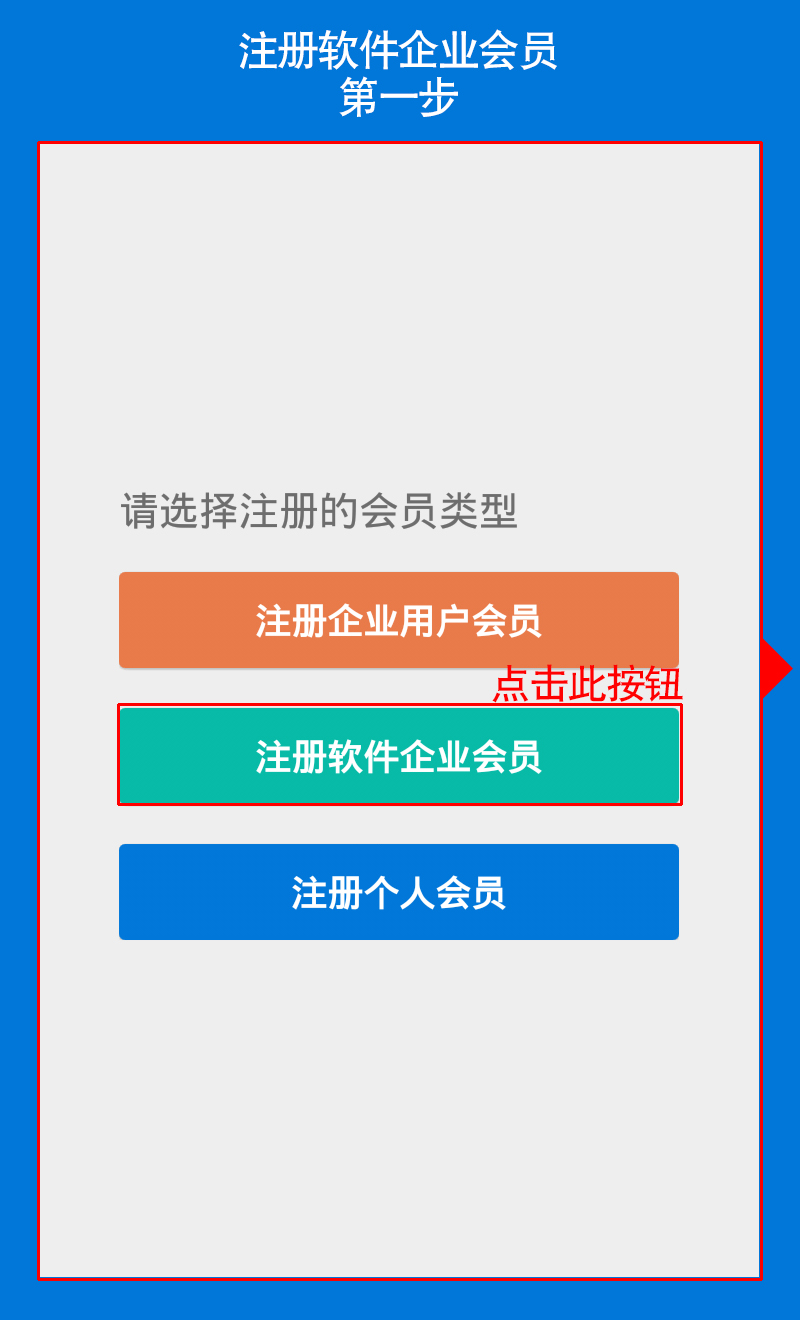 注册软件企业会员
第一步
请选择注册的会员类型
注册企业用户会员
点击此按钮
注册软件企业会员
注册个人会员